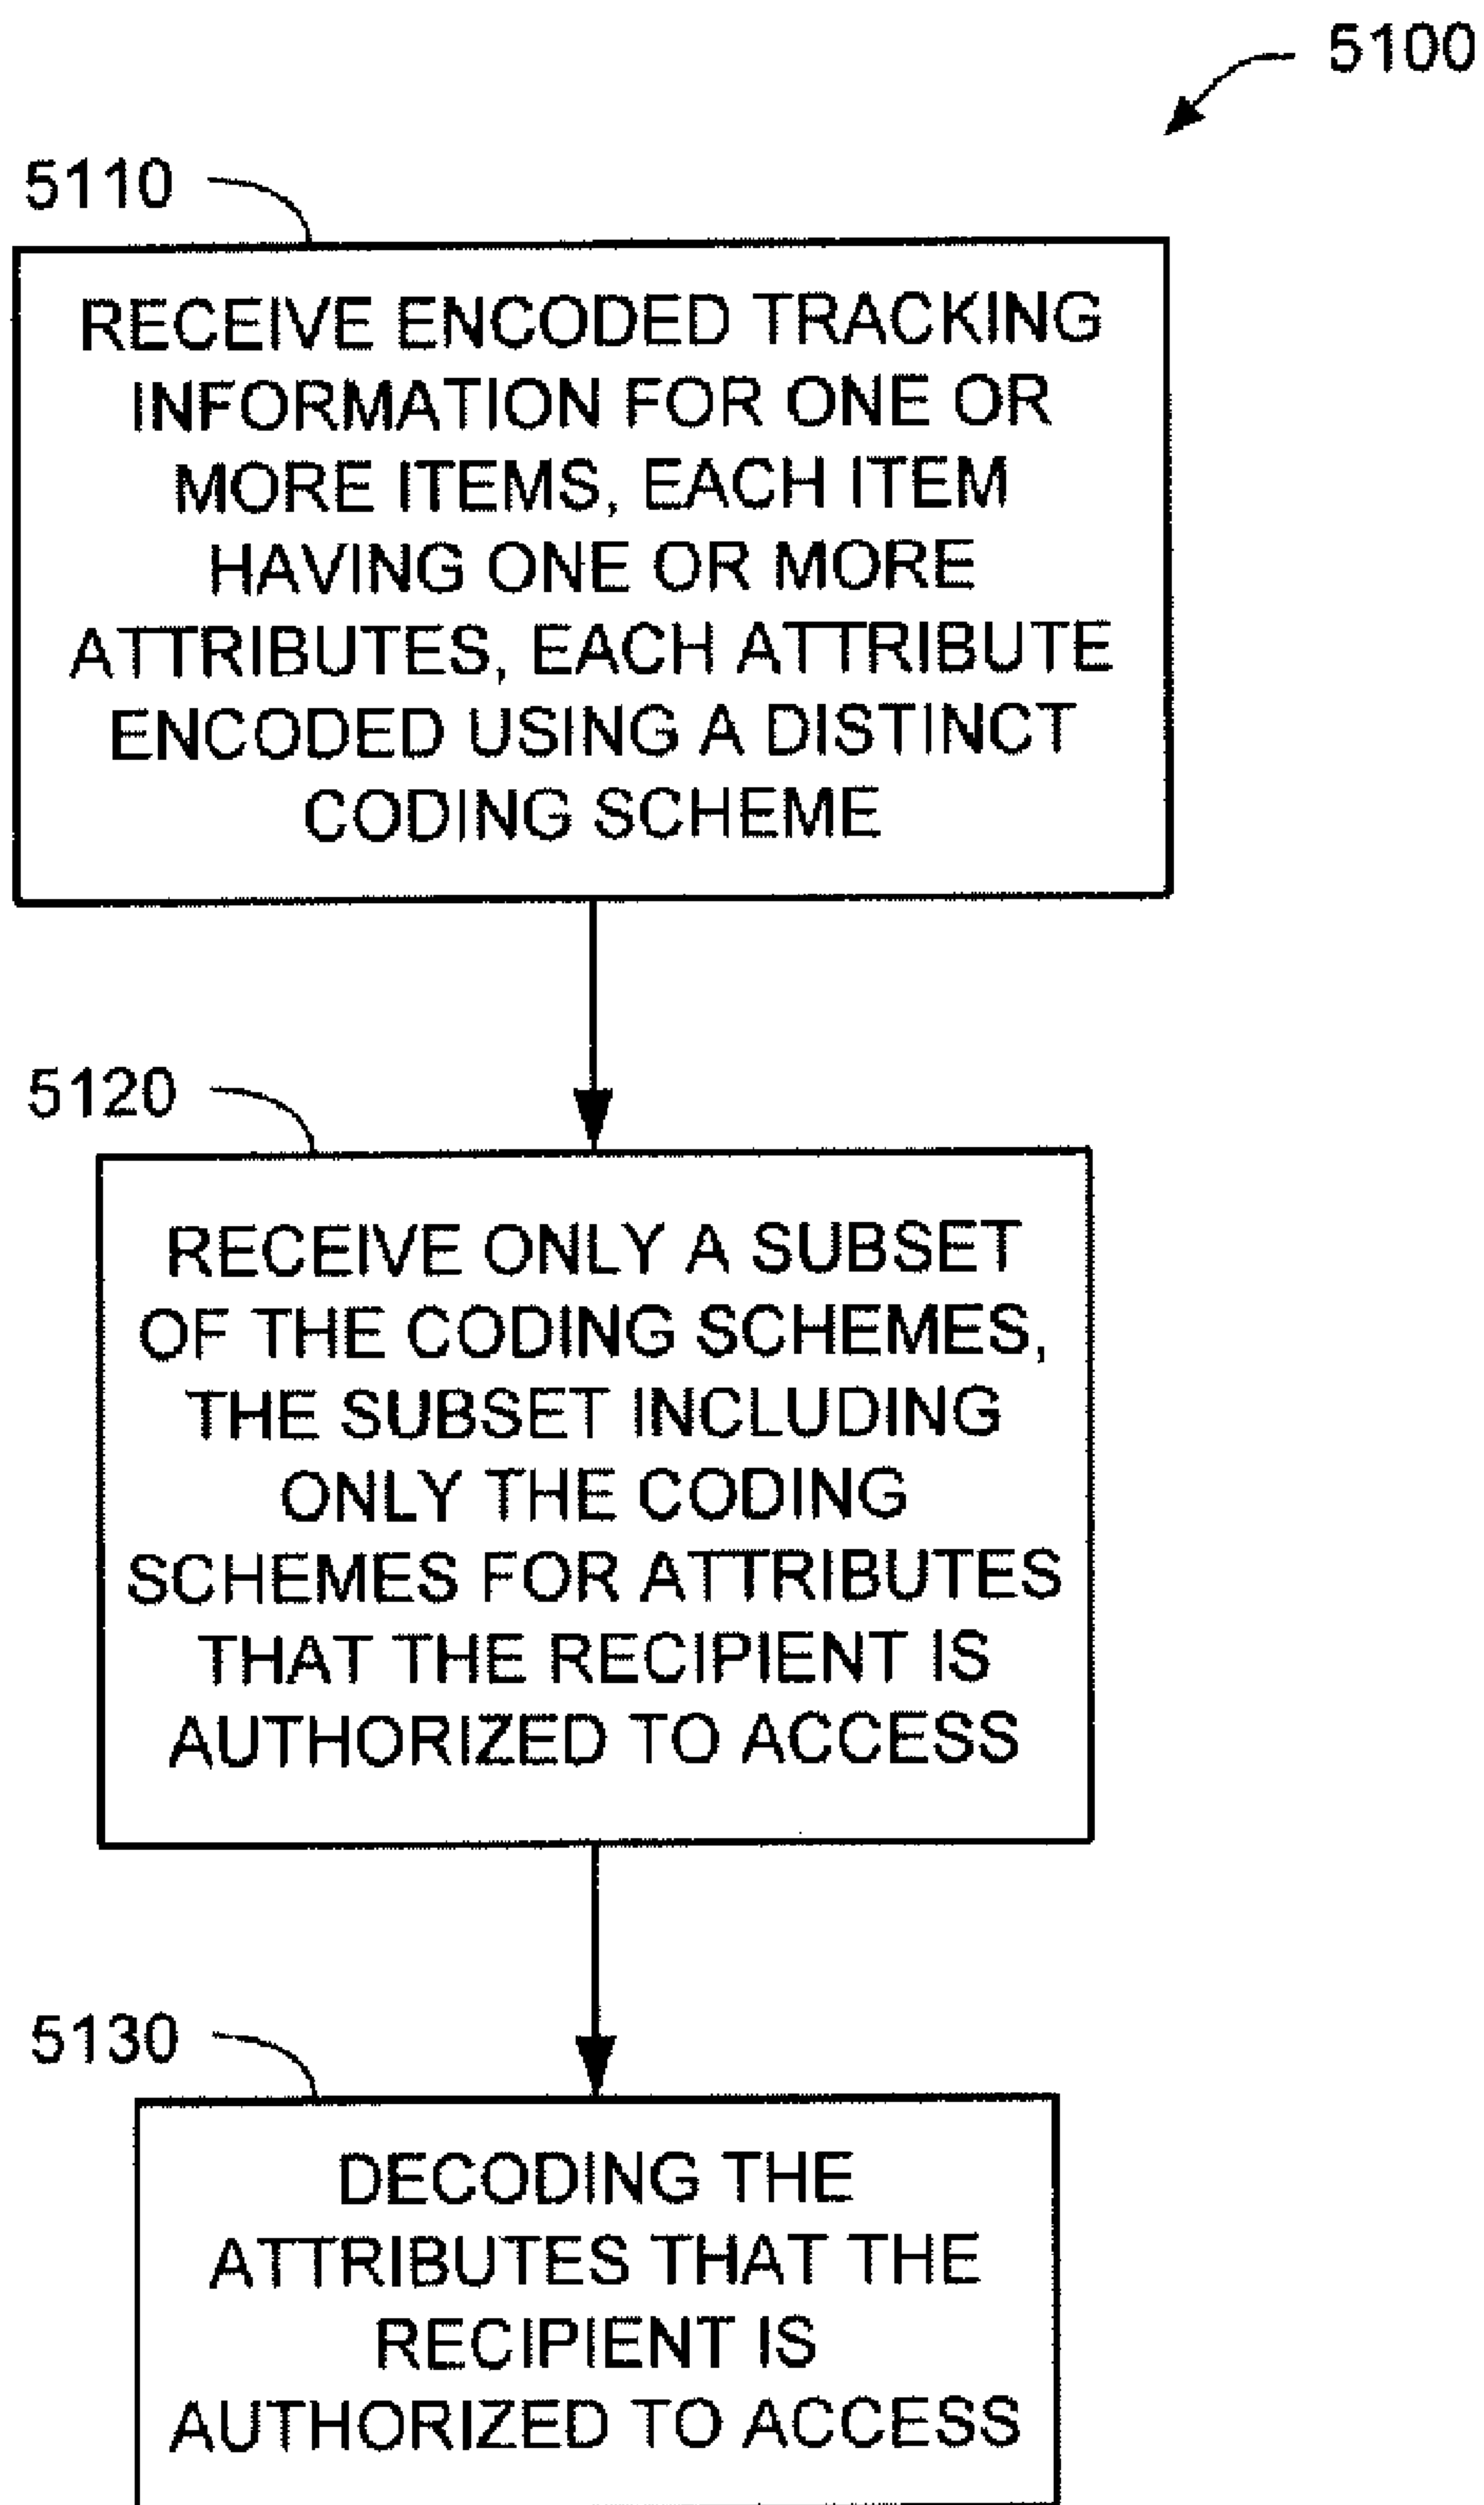 5100
5110
RECEIVE ENCODED TRACKING
INFORMATION FOR ONE OR
MORE ITEMS, EACH ITEM
HAVING ONE OR MORE
ATTRIBUTES, EACH ATTRIBUTE
ENCODED USING A DISTINCT
CODING SCHEME
5120
RECEIVE ONLY A SUBSET
OF THE CODING SCHEMES,
THE SUBSET INCLUDING
ONLY THE CODING
SCHEMES FOR ATTRIBUTES
THAT THE RECIPIENT IS
AUTHORIZED TO ACCESS
5130
DECODING THE
ATTRIBUTES THAT THE
RECIPIENT IS
AUTHORIZED TO ACCESS